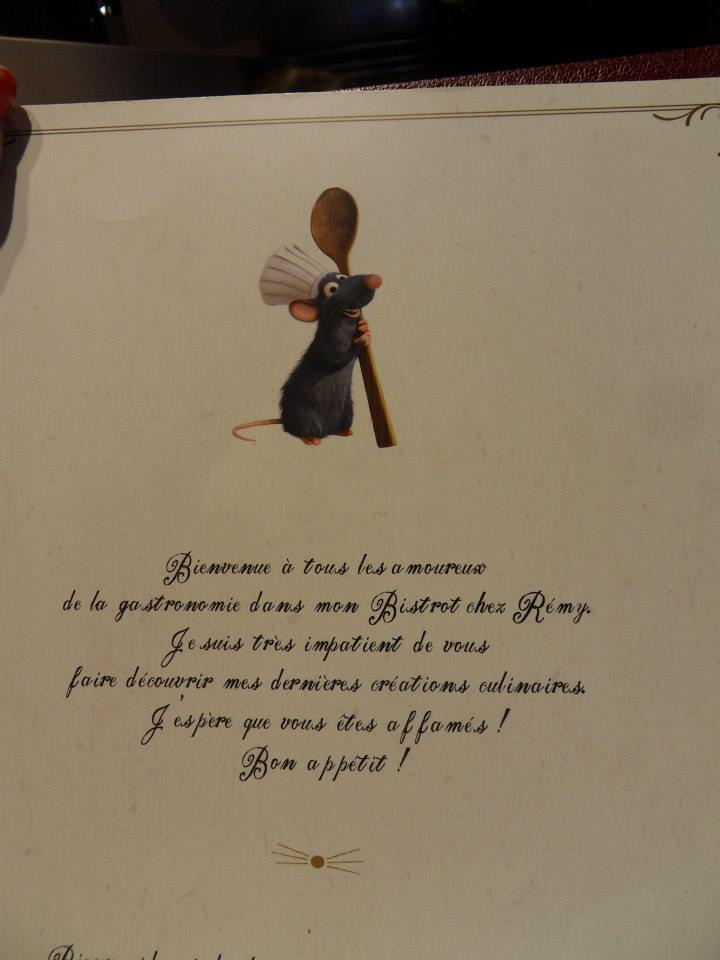 Bienvenue à tous les amoureux
de la gastronomie dans mon Bistrot chez Rémy.
Je suis très impatient de vous
faire découvrir mes dernières créations culinaires.
J'espère que vous êtes affamés !
Bon appétit !